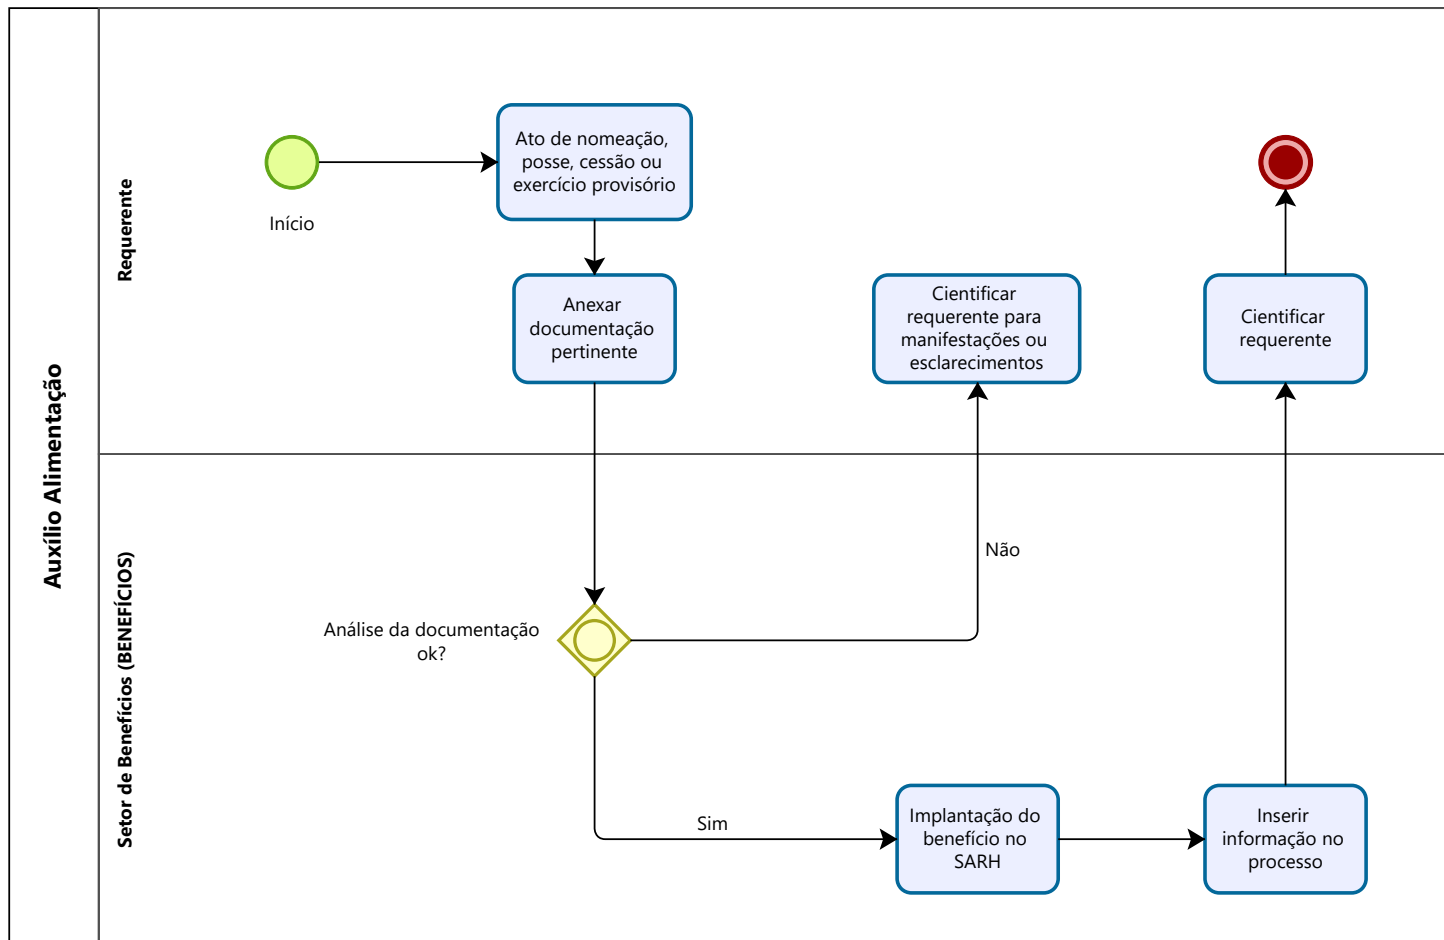 Auxílio Alimentação
Requerente
Início
Ato de nomeação,
posse, cessão ou
exercício provisório
Anexar
documentação
pertinente
Cientificar
requerente para
manifestações ou
esclarecimentos
Cientificar
requerente
Setor de Benefícios (BENEFÍCIOS)
Análise da documentação
ok?
Não
Sim
Implantação do
benefício no
SARH
Inserir
informação no
processo